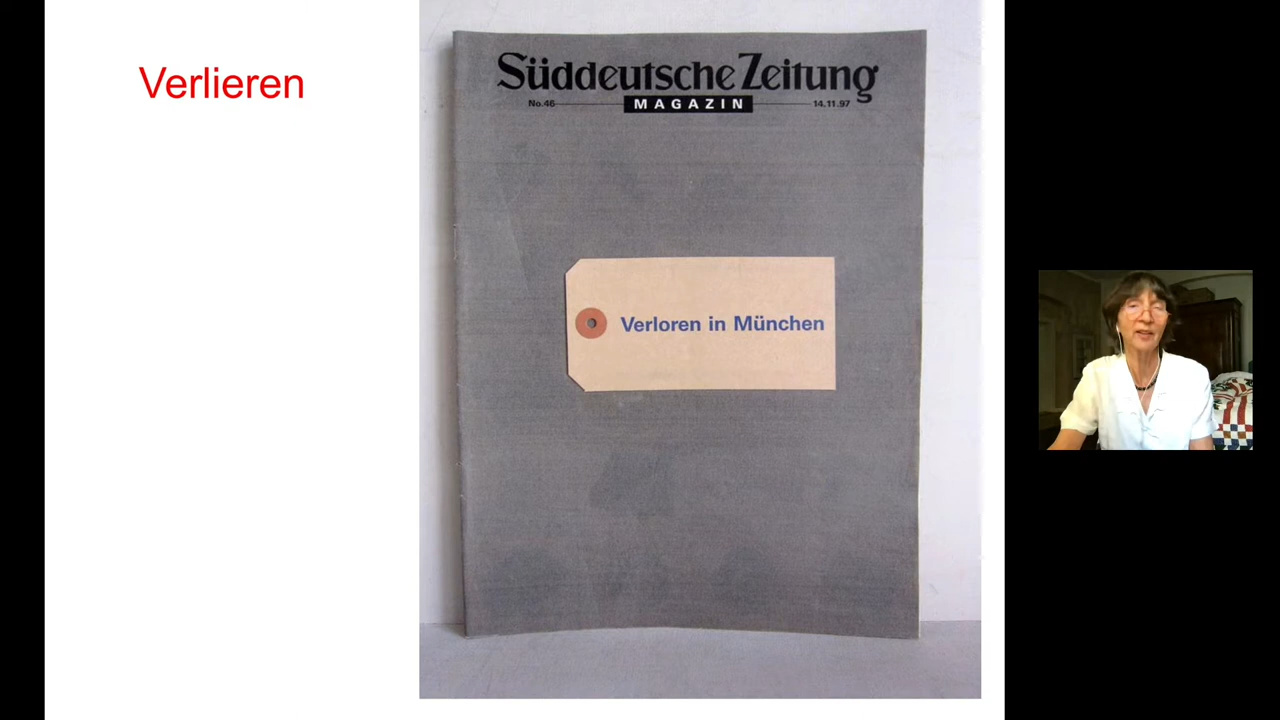 Verlieren
Süddeutsche Zeitung
No.46
MAGAZIN
14.11.97
Verloren in München